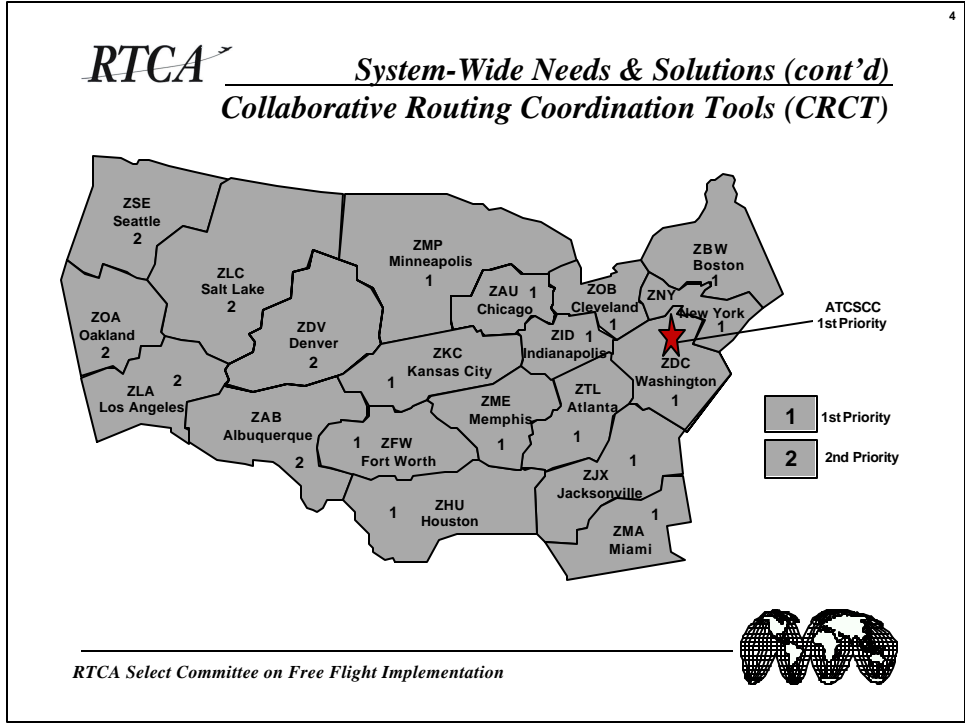 4
RTCA
System-Wide Needs & Solutions (cont'd)
Collaborative Routing Coordination Tools (CRCT)
ZSE
Seattle
2
ZLC
Salt Lake
2
ZMP
Minneapolis
1
ZBW
Boston
1
ZOA
Oakland
2
ZDV
Denver
2
ZAU 1
Chicago
ZOB
Cleveland
1
ZNY
New York
1
ATCSCC
1st Priority
ZLA 2
Los Angeles
ZKC
Kansas City
1
ZID 1
Indianapolis
ZDC
Washington
1
ZAB
Albuquerque
2
1 ZFW
Fort Worth
ZME
Memphis
1
ZTL
Atlanta
1
1 1st Priority
2 2nd Priority
1 ZHU
Houston
1
ZJX
Jacksonville
1
ZMA
Miami
RTCA Select Committee on Free Flight Implementation